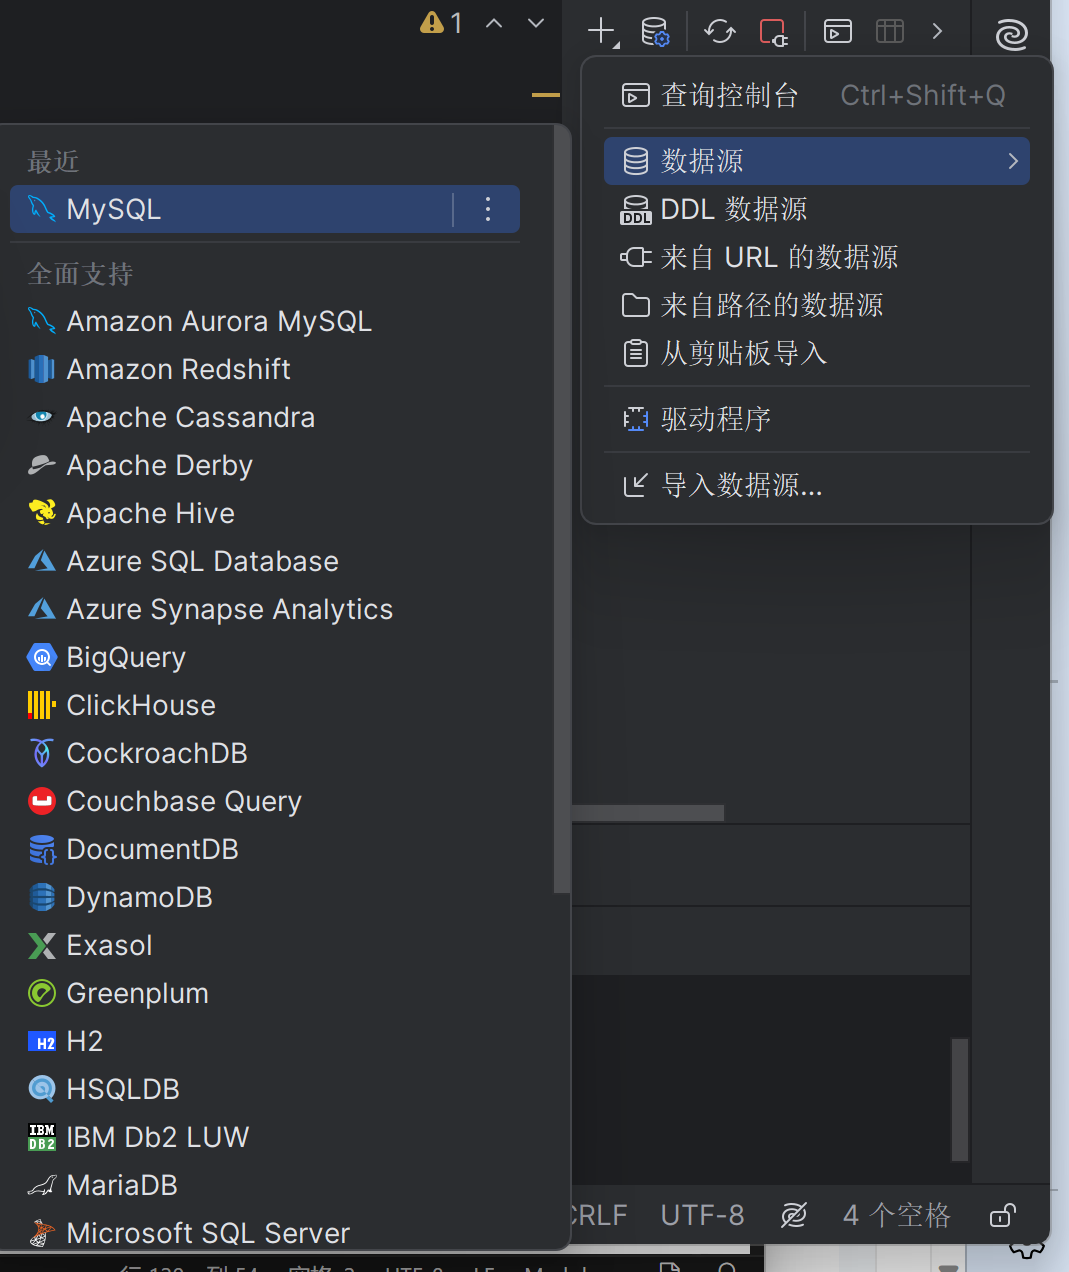 1
查询控制台 Ctrl+Shift+Q
数据源
DDL 数据源
来自 URL 的数据源
来自路径的数据源
从剪贴板导入
驱动程序
导入数据源...
最近
MySQL
全面支持
Amazon Aurora MySQL
Amazon Redshift
Apache Cassandra
Apache Derby
Apache Hive
Azure SQL Database
Azure Synapse Analytics
BigQuery
ClickHouse
CockroachDB
Couchbase Query
DocumentDB
DynamoDB
Exasol
Greenplum
H2
HSQLDB
IBM Db2 LUW
MariaDB
Microsoft SQL Server
CRLF UTF-8 4 个空格